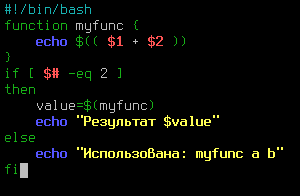 #!/bin/bash
function myfunc {
    echo $(( $1 + $2 ))
}
if [ $# -eq 2 ]
then
    value=$(myfunc)
    echo "Результат $value"
else
    echo "Использована: myfunc a b"
fi